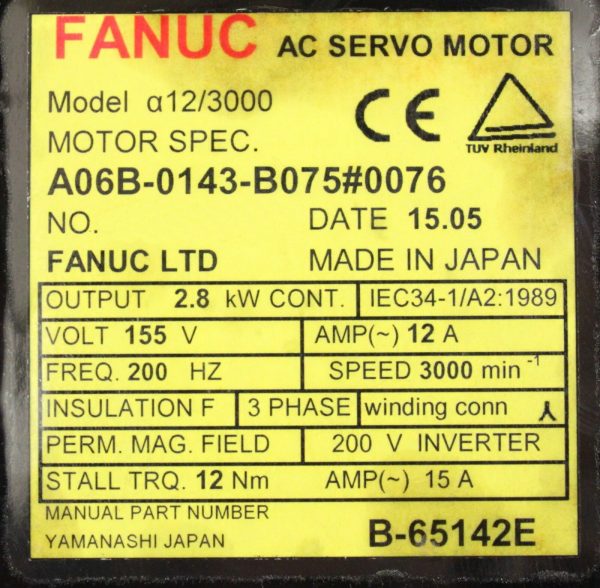 FANUC AC SERVO MOTOR
Model α12/3000
MOTOR SPEC.
CE
TUV Rheinland
A06B-0143-B075#0076
NO. DATE 15.05
FANUC LTD MADE IN JAPAN
OUTPUT 2.8 kW CONT. IEC34-1/A2:1989
VOLT 155 V AMP(~) 12 A
FREQ. 200 HZ SPEED 3000 min⁻¹
INSULATION F 3 PHASE winding conn
PERM. MAG. FIELD 200 V INVERTER
STALL TRQ. 12 Nm AMP(~) 15 A
MANUAL PART NUMBER
YAMANASHI JAPAN B-65142E